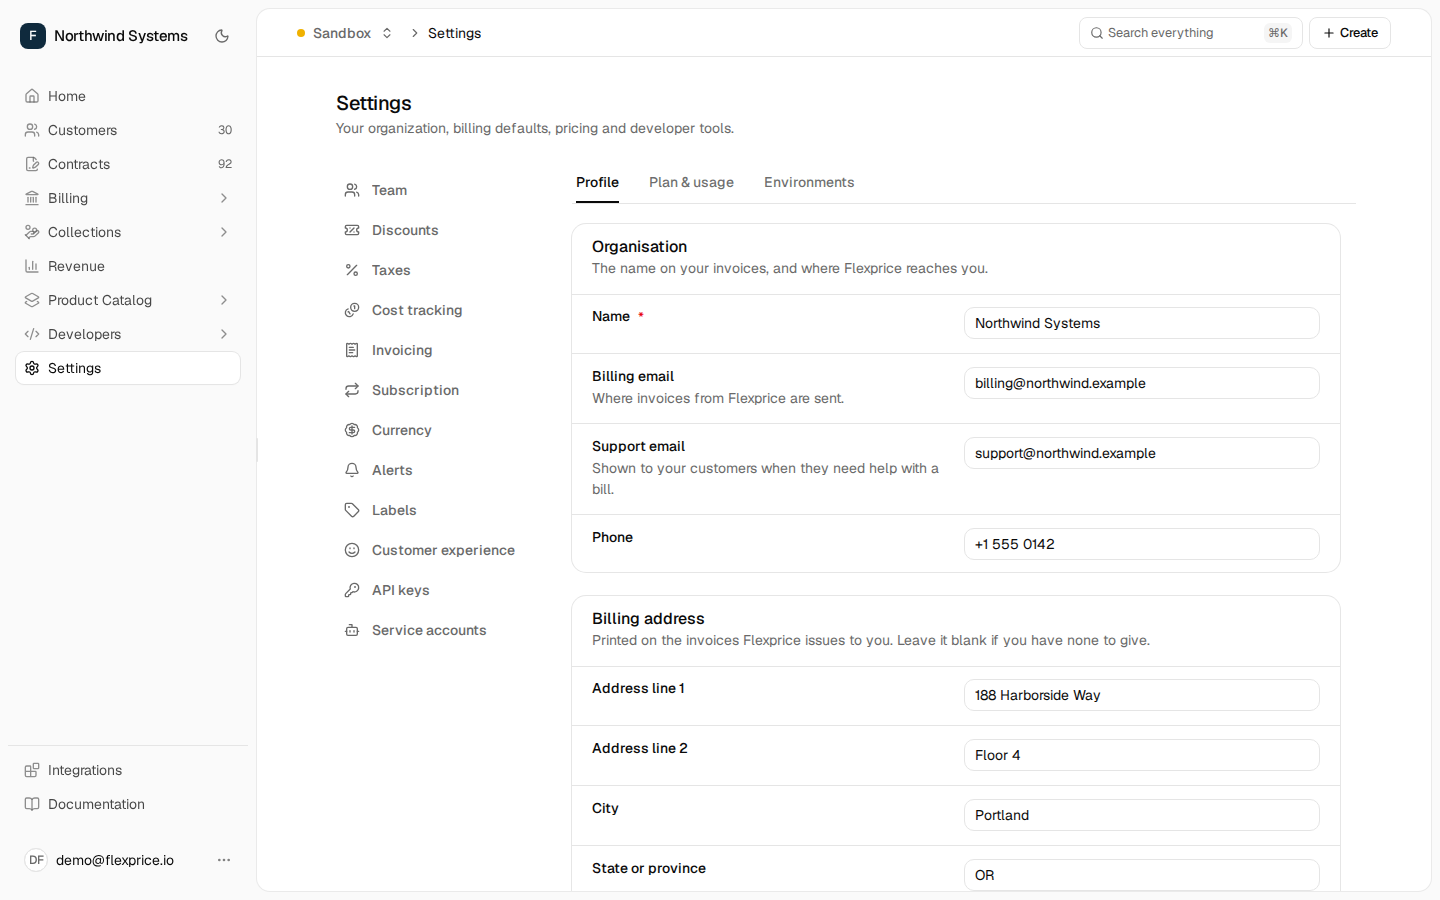 F Northwind Systems
Home
Customers 30
Contracts 92
Billing
Collections
Revenue
Product Catalog
Developers
Settings
Integrations
Documentation
DF demo@flexprice.io
Sandbox Settings
Search everything ⌘K
Create
Settings
Your organization, billing defaults, pricing and developer tools.
Team
Discounts
Taxes
Cost tracking
Invoicing
Subscription
Currency
Alerts
Labels
Customer experience
API keys
Service accounts
Profile Plan & usage Environments
Organisation
The name on your invoices, and where Flexprice reaches you.
Name * Northwind Systems
Billing email billing@northwind.example
Where invoices from Flexprice are sent.
Support email support@northwind.example
Shown to your customers when they need help with a
bill.
Phone +1 555 0142
Billing address
Printed on the invoices Flexprice issues to you. Leave it blank if you have none to give.
Address line 1 188 Harborside Way
Address line 2 Floor 4
City Portland
State or province OR